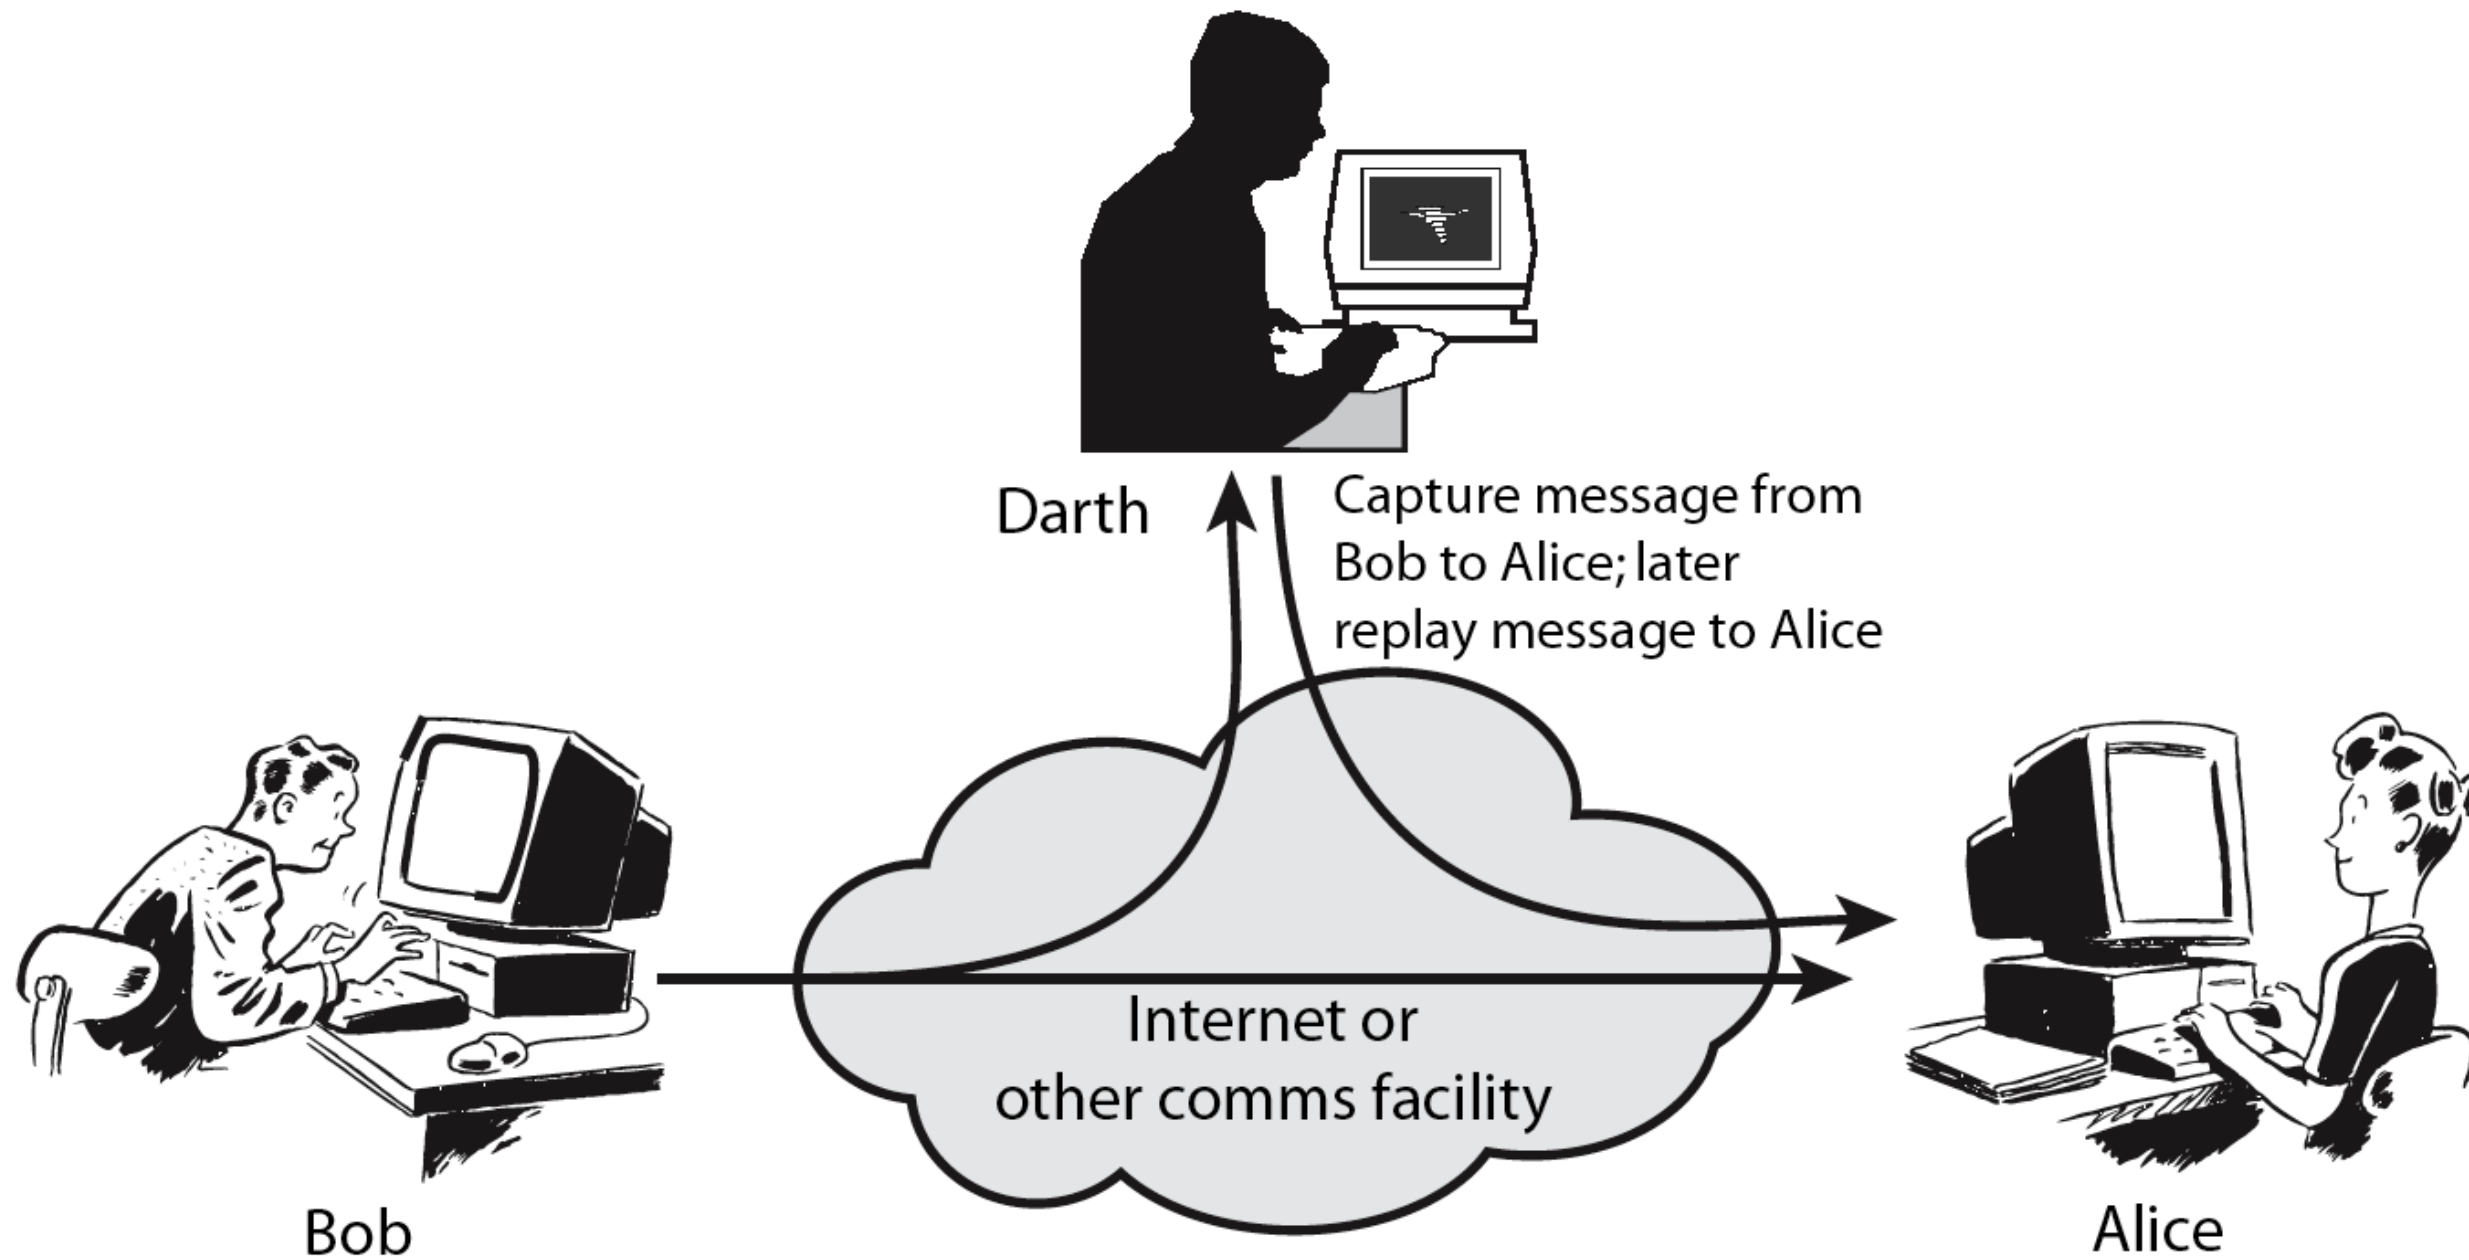 Darth
Capture message from
Bob to Alice; later
replay message to Alice
Internet or
other comms facility
Bob
Alice